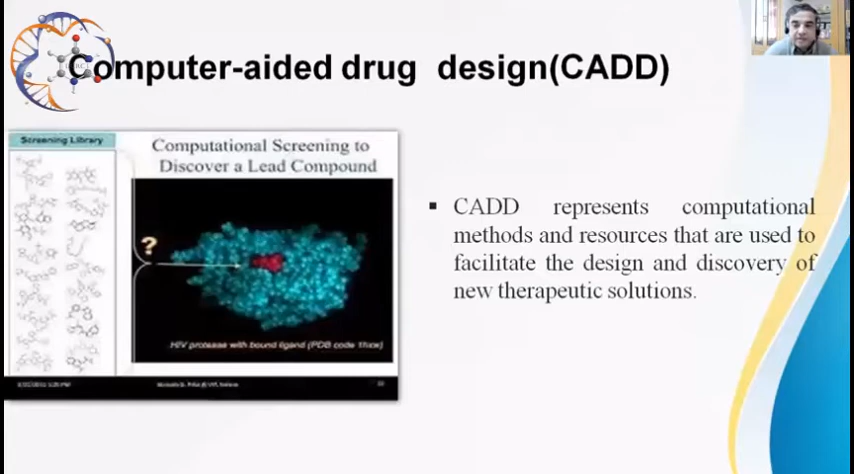 Computer-aided drug design(CADD)
Screening Library
Computational Screening to
Discover a Lead Compound
?
HIV protease with bound ligand (PDB code
▪ CADD represents computational
methods and resources that are used to
facilitate the design and discovery of
new therapeutic solutions.